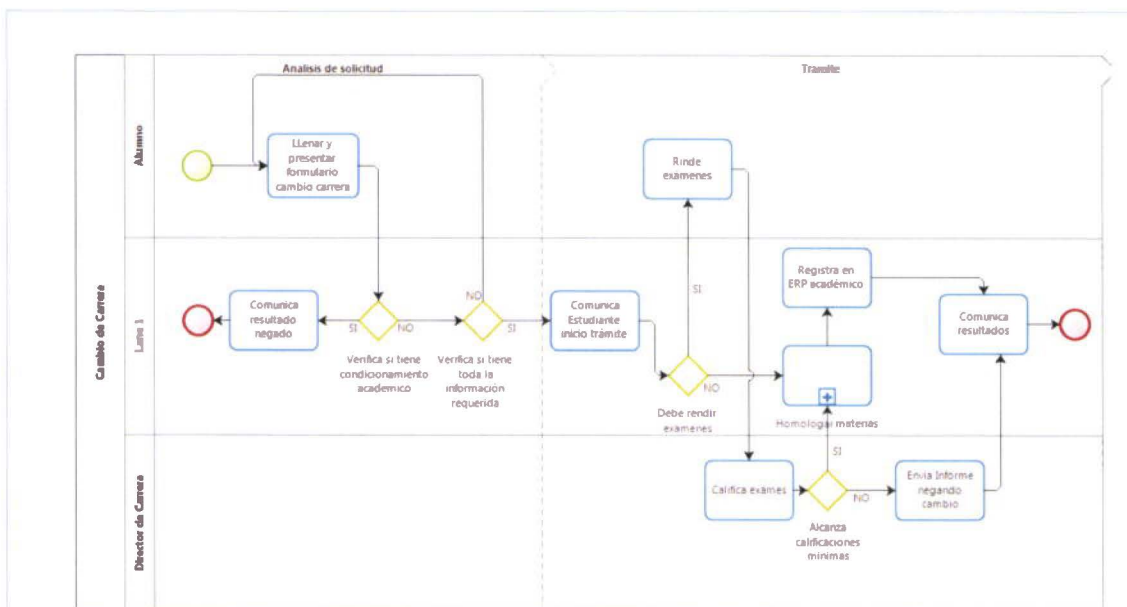 Cambio de Carrera
Alumno
Analisis de solicitud
LLenar y
presentar
formulario
cambio carrera
Tramite
Rinde
examenes
Lane 1
Comunica
resultado
negado
SI
NO
Verifica si tiene
condicionamiento
academico
NO
SI
Verifica si tiene
toda la
información
requerida
Comunica
Estudiante
inicio trámite
SI
NO
Debe rendir
examenes
Registra en
ERP académico
Homologar materias
Comunica
resultados
Director de Carrera
Califica exames
SI
NO
Alcanza
calificaciones
minimas
Envia Informe
negando
cambio